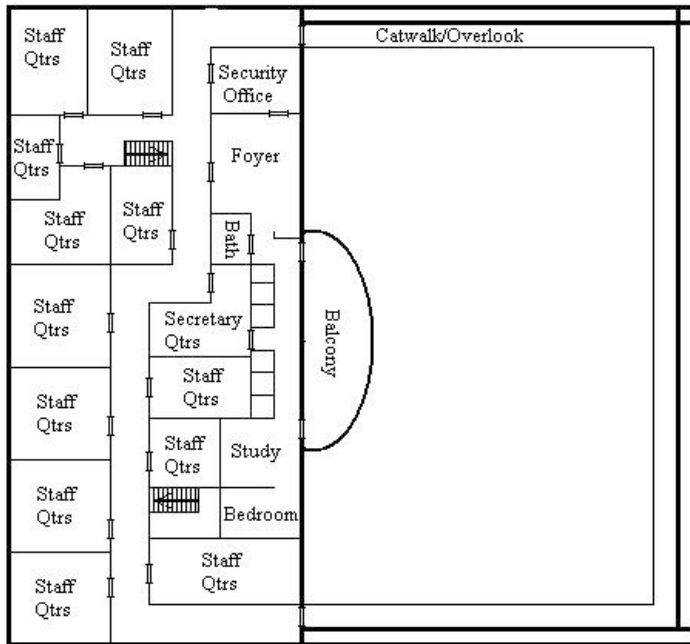 Staff
Qtrs
Staff
Qtrs
Catwalk/Overlook
Security
Office
Staff
Qtrs
Foyer
Staff
Qtrs
Staff
Qtrs
Bath
Staff
Qtrs
Secretary
Qtrs
Balcony
Staff
Qtrs
Staff
Qtrs
Staff
Qtrs
Study
Staff
Qtrs
Bedroom
Staff
Qtrs
Staff
Qtrs